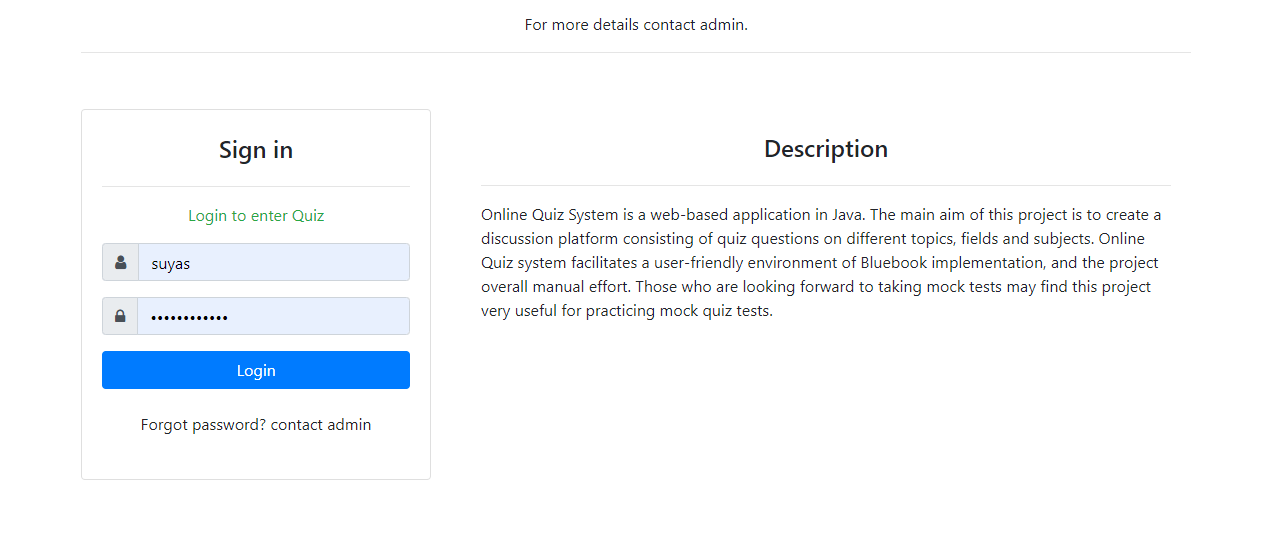 For more details contact admin.
Sign in
Login to enter Quiz
suyas
••••••••••••
Login
Forgot password? contact admin
Description
Online Quiz System is a web-based application in Java. The main aim of this project is to create a
discussion platform consisting of quiz questions on different topics, fields and subjects. Online
Quiz system facilitates a user-friendly environment of Bluebook implementation, and the project
overall manual effort. Those who are looking forward to taking mock tests may find this project
very useful for practicing mock quiz tests.